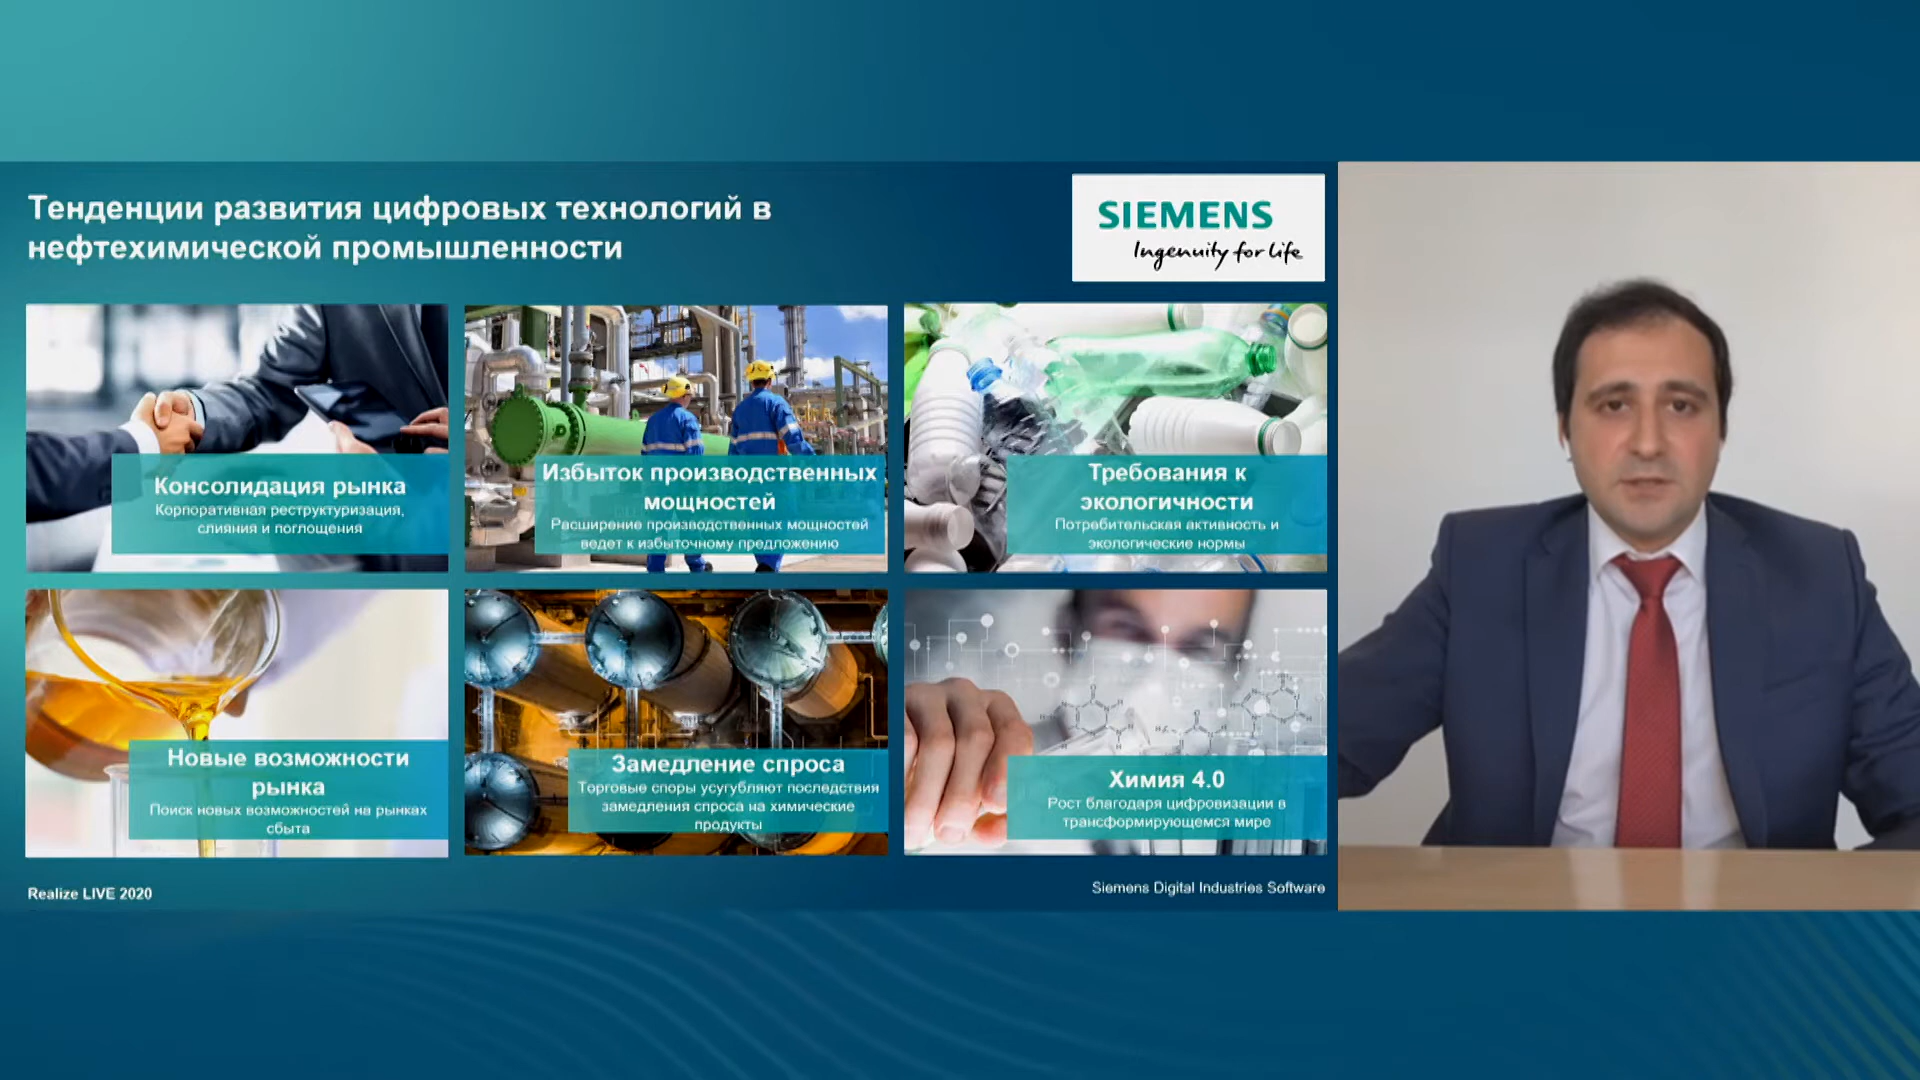 Тенденции развития цифровых технологий в
нефтехимической промышленности
SIEMENS
Ingenuity for life
Консолидация рынка
Корпоративная реструктуризация,
слияния и поглощения
Избыток производственных
мощностей
Расширение производственных мощностей
ведет к избыточному предложению
Требования к
экологичности
Потребительская активность и
экологические нормы
Новые возможности
рынка
Поиск новых возможностей на рынках
сбыта
Замедление спроса
Торговые споры усугубляют последствия
замедления спроса на химические
продукты
Химия 4.0
Рост благодаря цифровизации в
трансформирующемся мире
Realize LIVE 2020
Siemens Digital Industries Software